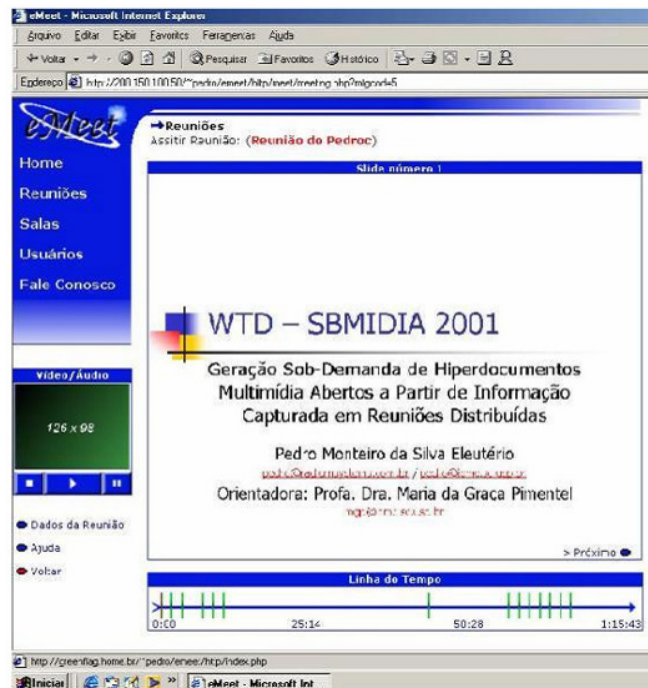 eMeet - Microsoft Internet Explorer
Arquivo Editar Exibir Favoritos Ferramentas Ajuda
Voltar Pesquisar Favoritos Histórico
Endereço
eMeet
Reuniões
Assitir Reunião: (Reunião do Pedroc)
Home
Reuniões
Salas
Usuários
Fale Conosco
Slide número 1
WTD – SBMIDIA 2001
Geração Sob-Demanda de Hiperdocumentos
Multimídia Abertos a Partir de Informação
Capturada em Reuniões Distribuídas
Pedro Monteiro da Silva Eleutério
Orientadora: Profa. Dra. Maria da Graça Pimentel
> Próximo
Vídeo/Áudio
126 x 98
Dados da Reunião
Ajuda
Voltar
Linha do Tempo
0:00 25:14 50:28 1:15:43
Iniciar » eMeet - Microsoft Int...